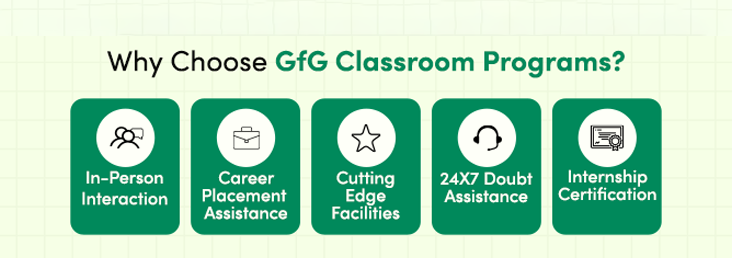 Why Choose GfG Classroom Programs?
In-Person
Interaction
Career
Placement
Assistance
Cutting
Edge
Facilities
24X7 Doubt
Assistance
Internship
Certification